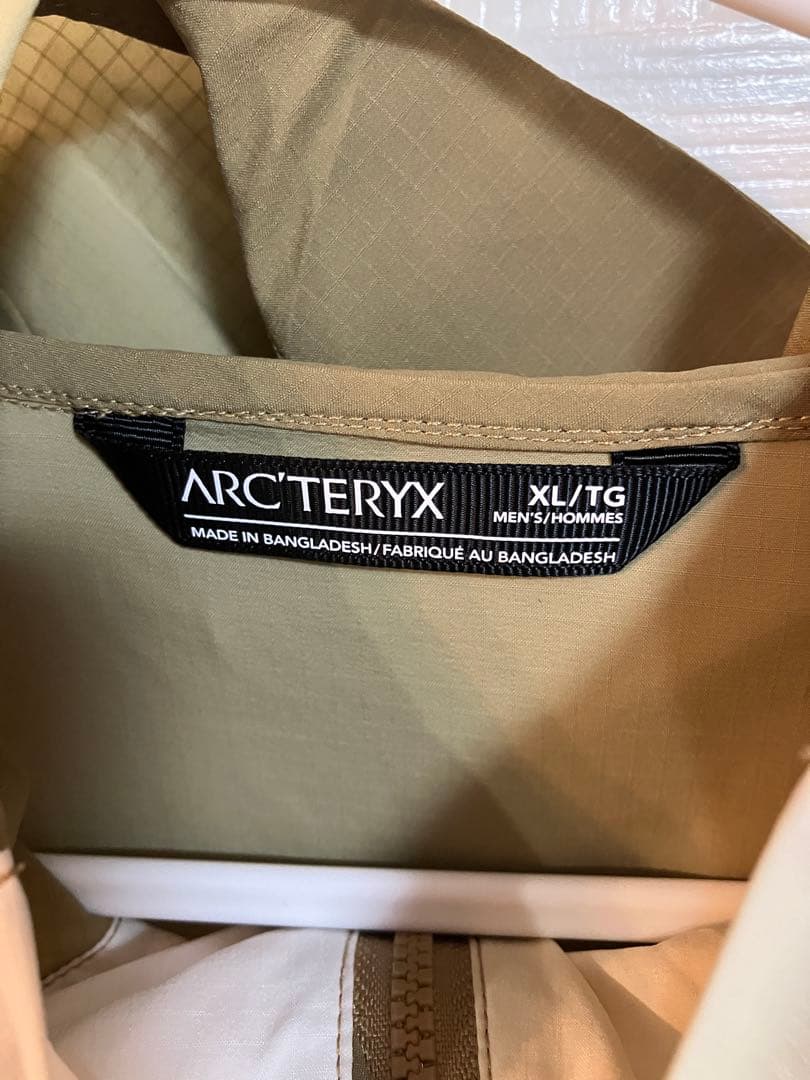 ARC'TERYX
XL/TG
MEN'S/HOMMES
MADE IN BANGLADESH/FABRIQUÉ AU BANGLADESH